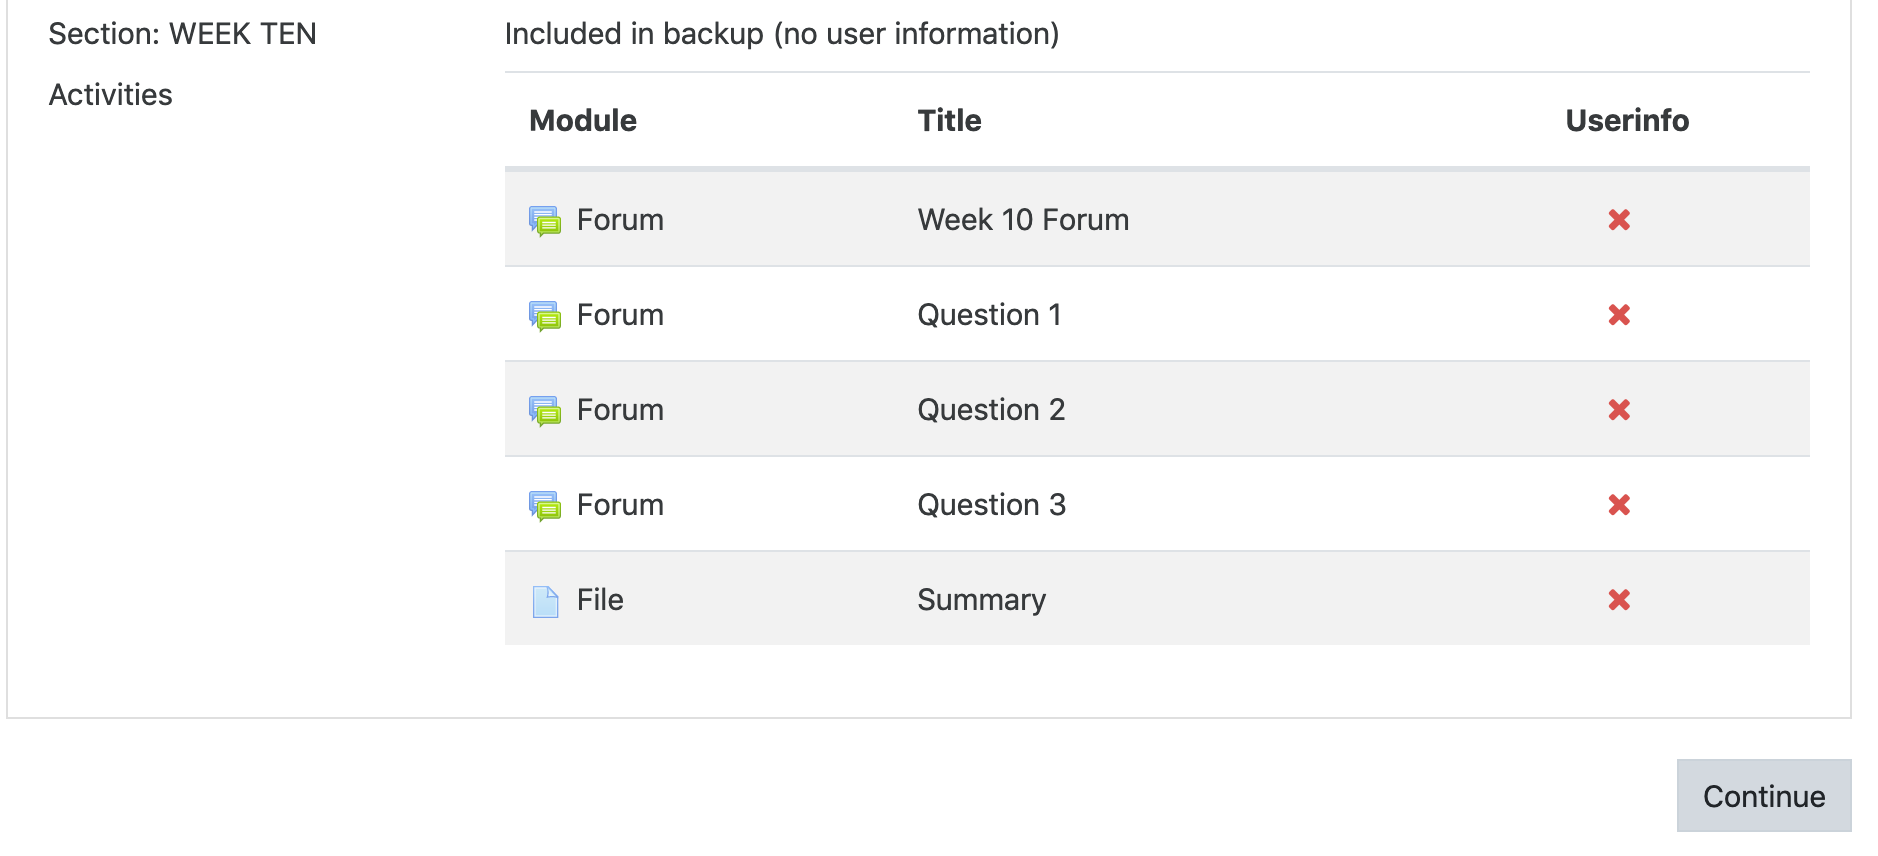 Section: WEEK TEN
Included in backup (no user information)
Activities
Module Title Userinfo
Forum Week 10 Forum
Forum Question 1
Forum Question 2
Forum Question 3
File Summary
Continue